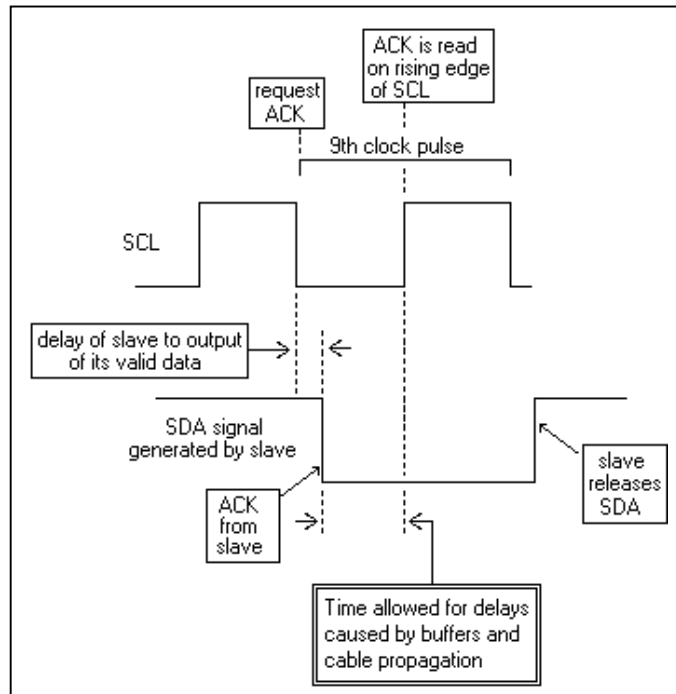 ACK is read
on rising edge
of SCL
request
ACK
9th clock pulse
SCL
delay of slave to output
of its valid data
SDA signal
generated by slave
slave
releases
SDA
ACK
from
slave
Time allowed for delays
caused by buffers and
cable propagation